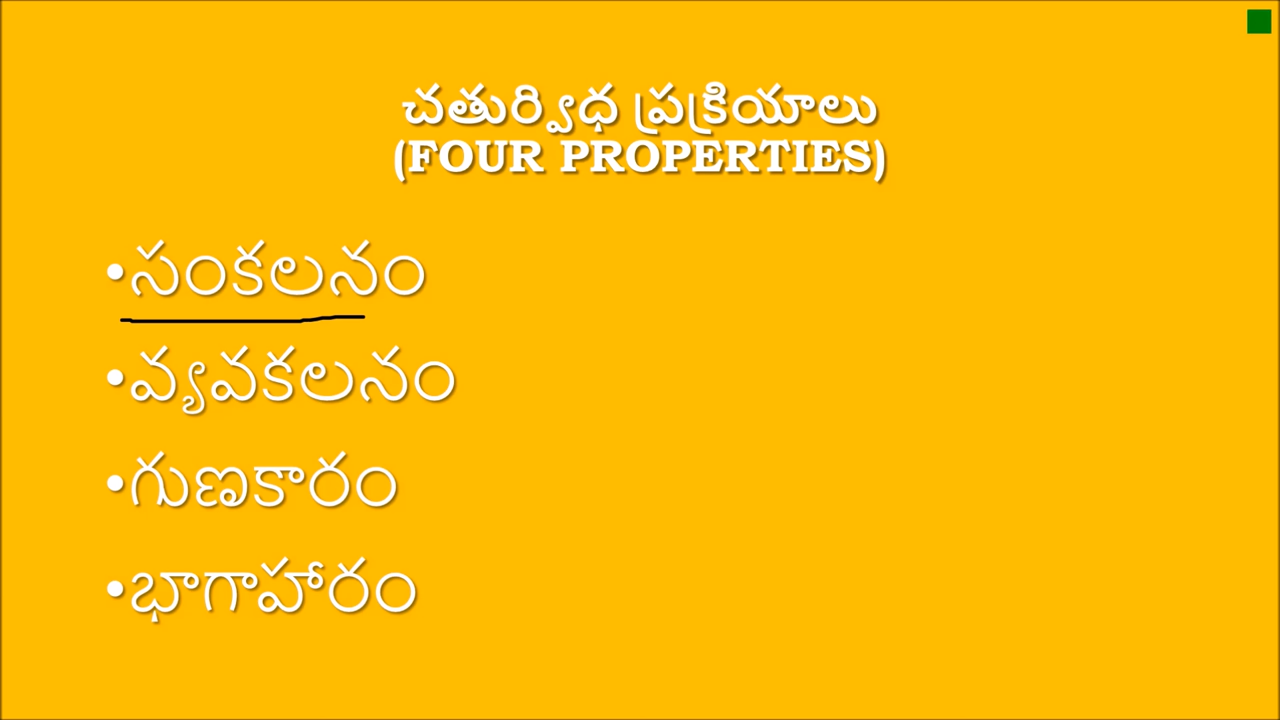 చతుర్విధ ప్రక్రియాలు
(FOUR PROPERTIES)
•సంకలనం
•వ్యవకలనం
•గుణకారం
•భాగాహారం